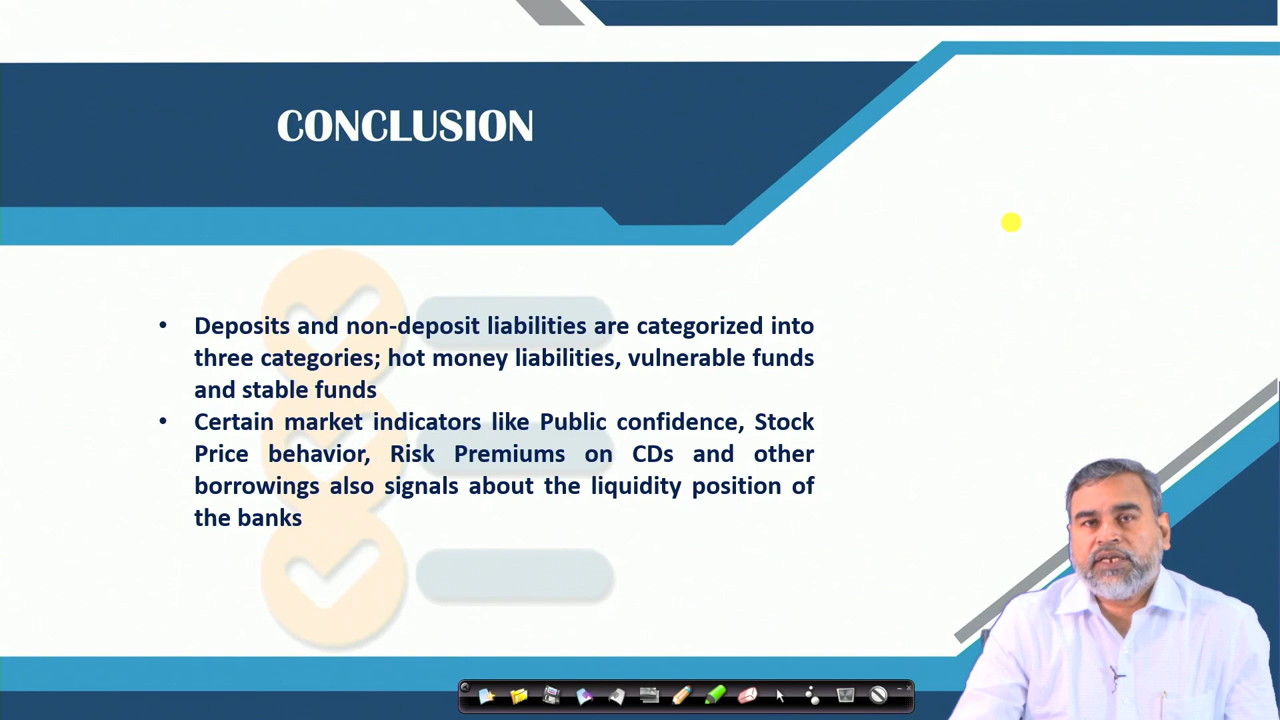 CONCLUSION
• Deposits and non-deposit liabilities are categorized into
three categories; hot money liabilities, vulnerable funds
and stable funds
• Certain market indicators like Public confidence, Stock
Price behavior, Risk Premiums on CDs and other
borrowings also signals about the liquidity position of
the banks